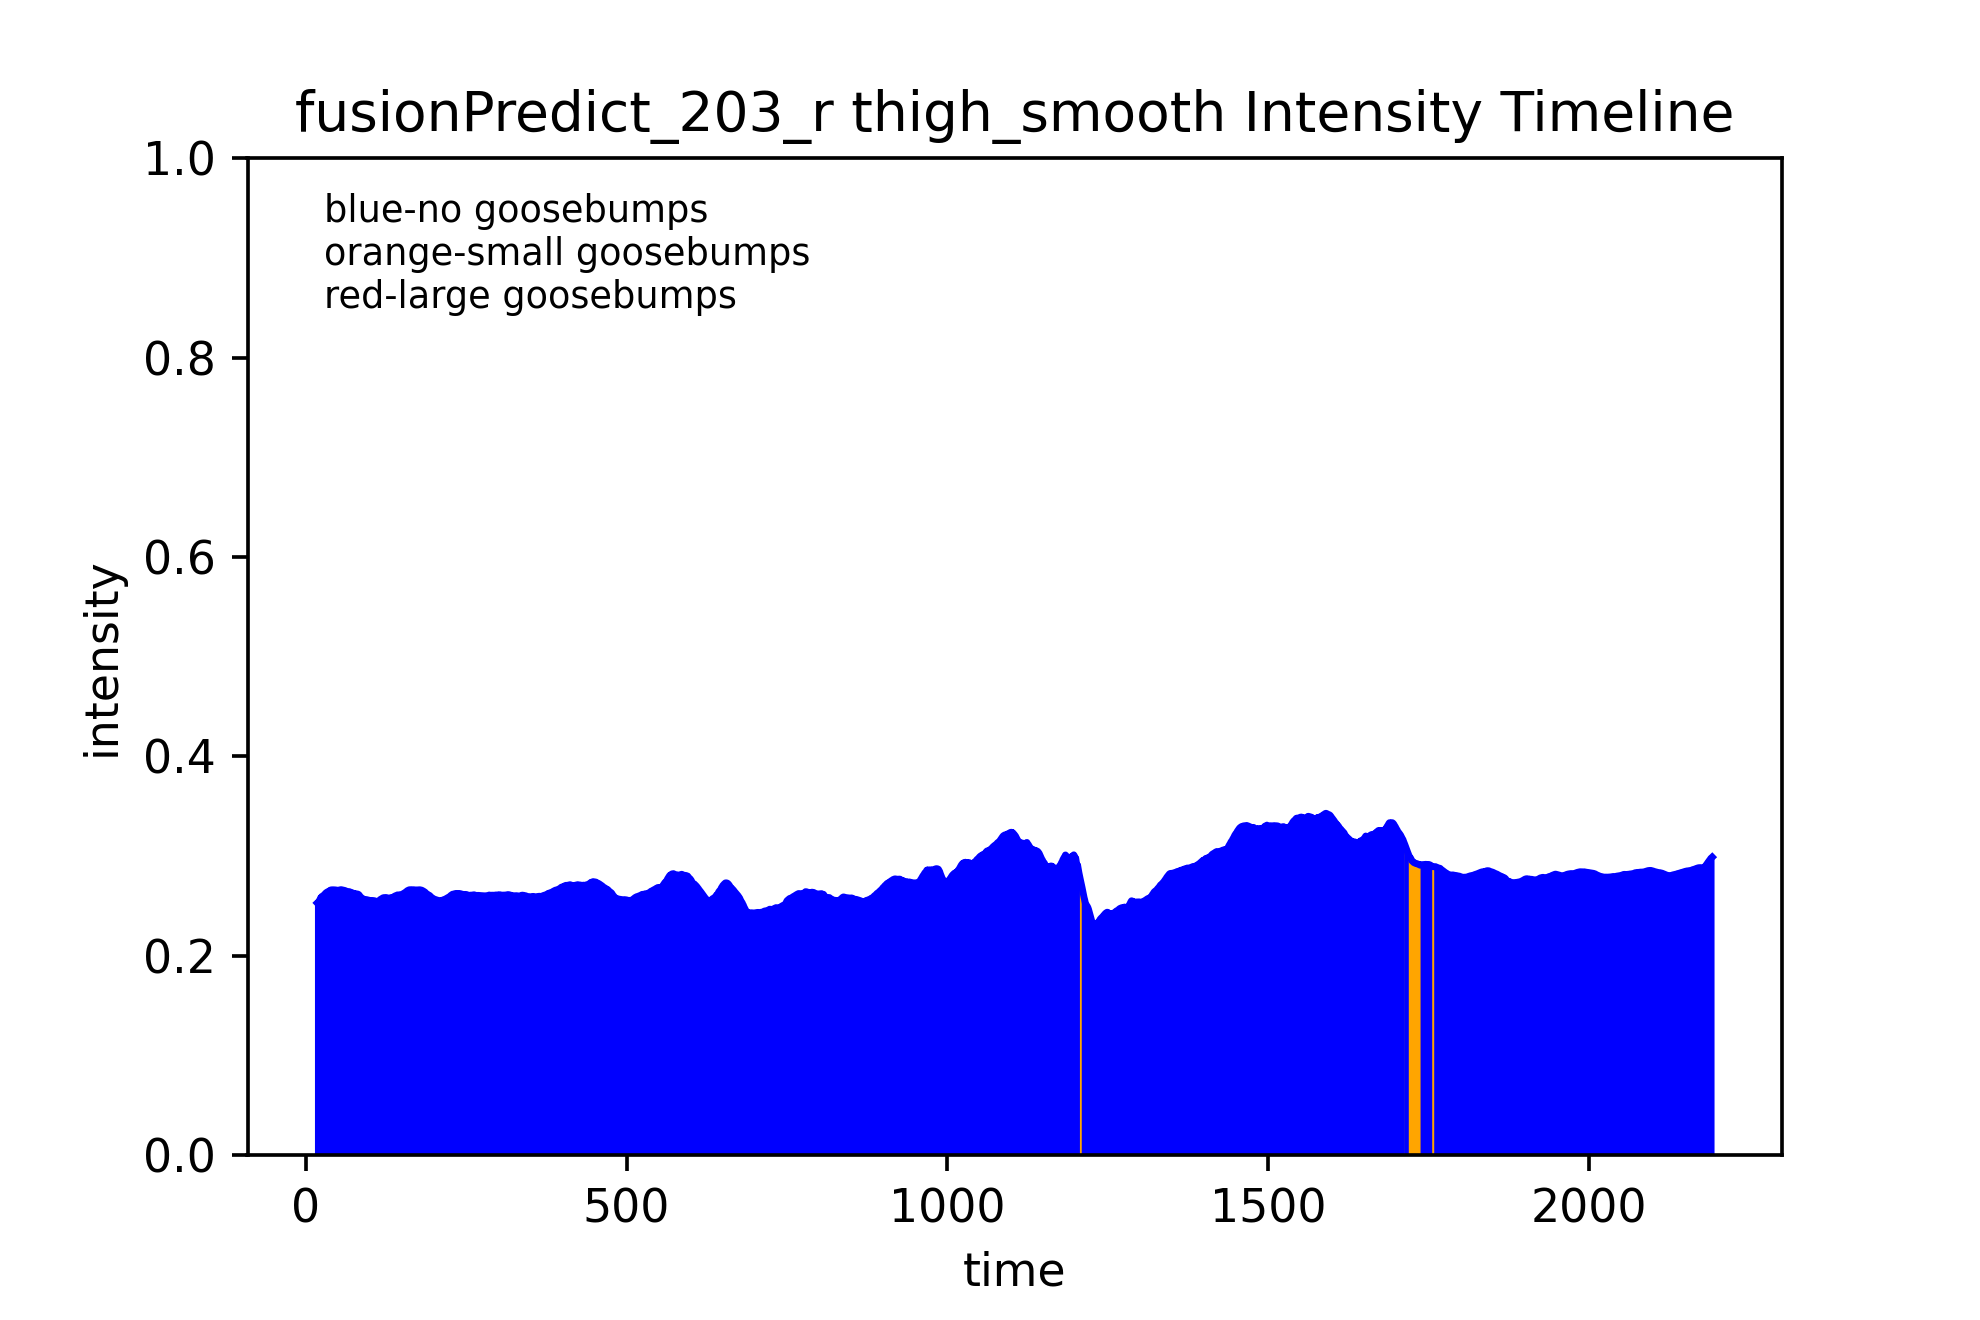 fusionPredict_203_r thigh_smooth Intensity Timeline
1.0
blue-no goosebumps
orange-small goosebumps
red-large goosebumps
0.8
0.6
0.4
0.2
0.0
intensity
0 500 1000 1500 2000
time